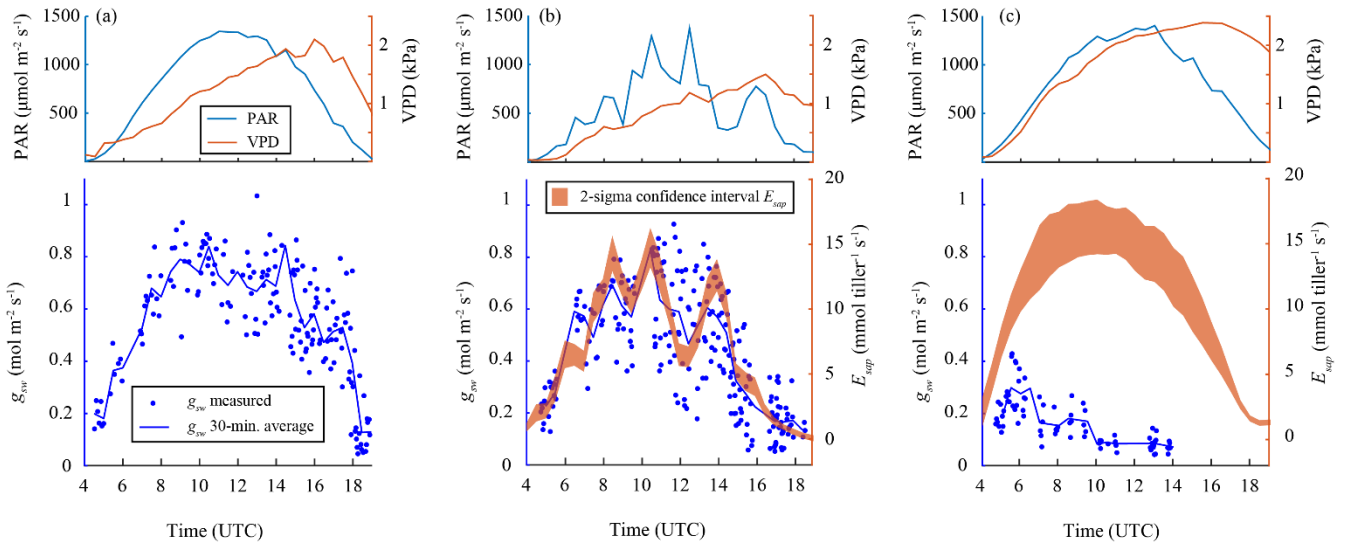 (a)
(b)
(c)
1500
1000
500
PAR (µmol m⁻² s⁻¹)
2
1
0
VPD (kPa)
PAR
VPD
1500
1000
500
PAR (µmol m⁻² s⁻¹)
2
1
0
VPD (kPa)
1500
1000
500
PAR (µmol m⁻² s⁻¹)
2
1
0
VPD (kPa)
1
0.8
0.6
0.4
0.2
0
g_sw (mol m⁻² s⁻¹)
g_sw measured
g_sw 30-min. average
4 6 8 10 12 14 16 18
Time (UTC)
1
0.8
0.6
0.4
0.2
0
g_sw (mol m⁻² s⁻¹)
2-sigma confidence interval E_sap
20
15
10
5
0
E_sap (mmol tiller⁻¹ s⁻¹)
4 6 8 10 12 14 16 18
Time (UTC)
1
0.8
0.6
0.4
0.2
0
g_sw (mol m⁻² s⁻¹)
20
15
10
5
0
E_sap (mmol tiller⁻¹ s⁻¹)
4 6 8 10 12 14 16 18
Time (UTC)